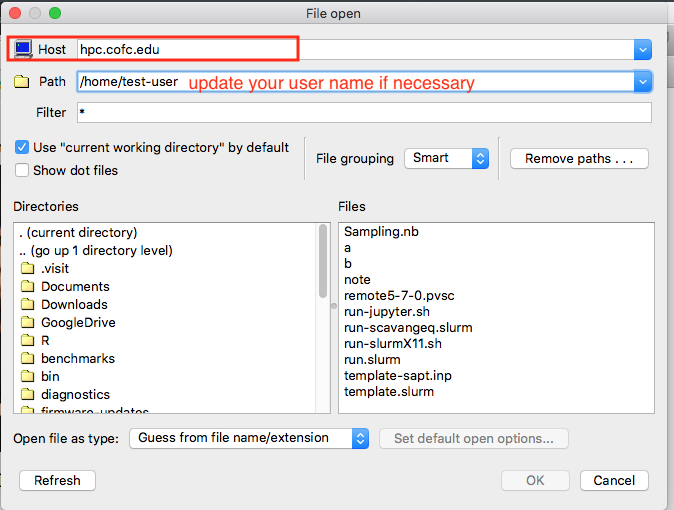 File open
Host hpc.cofc.edu
Path /home/test-user update your user name if necessary
Filter *
Use "current working directory" by default
Show dot files
File grouping Smart
Remove paths . . .
Directories
. (current directory)
.. (go up 1 directory level)
.visit
Documents
Downloads
GoogleDrive
R
benchmarks
bin
diagnostics
firmware-updates
Files
Sampling.nb
a
b
note
remote5-7-0.pvsc
run-jupyter.sh
run-scavangeq.slurm
run-slurmX11.sh
run.slurm
template-sapt.inp
template.slurm
Open file as type: Guess from file name/extension
Set default open options...
Refresh
OK
Cancel